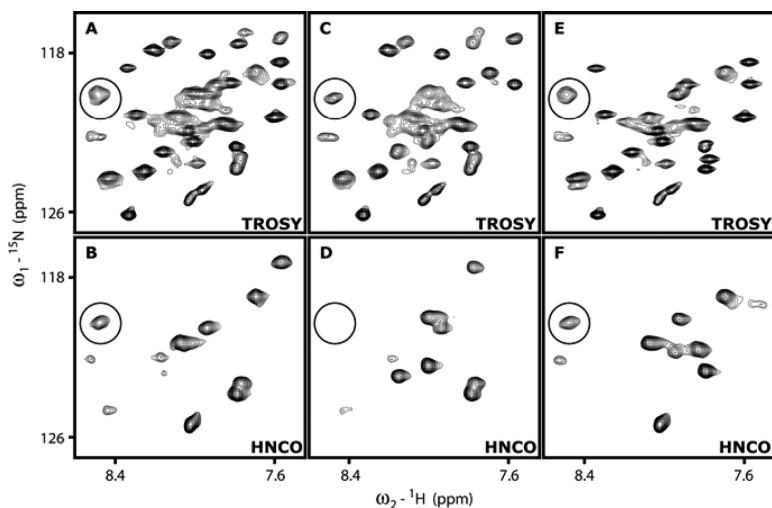 A C E
118
126
TROSY TROSY TROSY
ω₁ - ¹⁵N (ppm)
B D F
118
126
HNCO HNCO HNCO
8.4 7.6 8.4 7.6 8.4 7.6
ω₂ - ¹H (ppm)